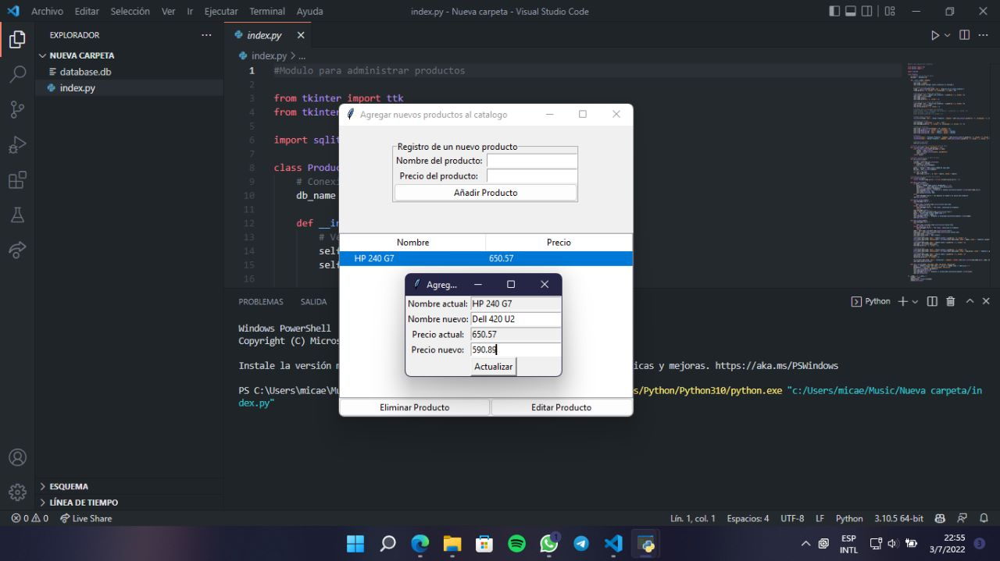 Archivo Editar Selección Ver Ir Ejecutar Terminal Ayuda
index.py - Nueva carpeta - Visual Studio Code
EXPLORADOR
NUEVA CARPETA
database.db
index.py
index.py
index.py > ...
1 #Modulo para administrar productos
2
3 from tkinter import ttk
4 from tkinter
5
6 import sqlit
7
8 class Produc
9 # Conexi
10 db_name
11
12 def __in
13 # Ve
14 self
15 self
16
Agregar nuevos productos al catalogo
Registro de un nuevo producto
Nombre del producto:
Precio del producto:
Añadir Producto
Nombre Precio
HP 240 G7 650.57
Agreg...
Nombre actual: HP 240 G7
Nombre nuevo: Dell 420 U2
Precio actual: 650.57
Precio nuevo: 590.89
Actualizar
Eliminar Producto Editar Producto
PROBLEMAS SALIDA
Python
Windows PowerShell
Copyright (C) Micros
Instale la versión m icas y mejoras. https://aka.ms/PSWindows
PS C:\Users\micae\Mu s/Python/Python310/python.exe "c:/Users/micae/Music/Nueva carpeta/in
dex.py"
ESQUEMA
LÍNEA DE TIEMPO
0 0 Live Share
Lín. 1, col. 1 Espacios: 4 UTF-8 LF Python 3.10.5 64-bit
1
ESP
INTL
22:55
3/7/2022
3